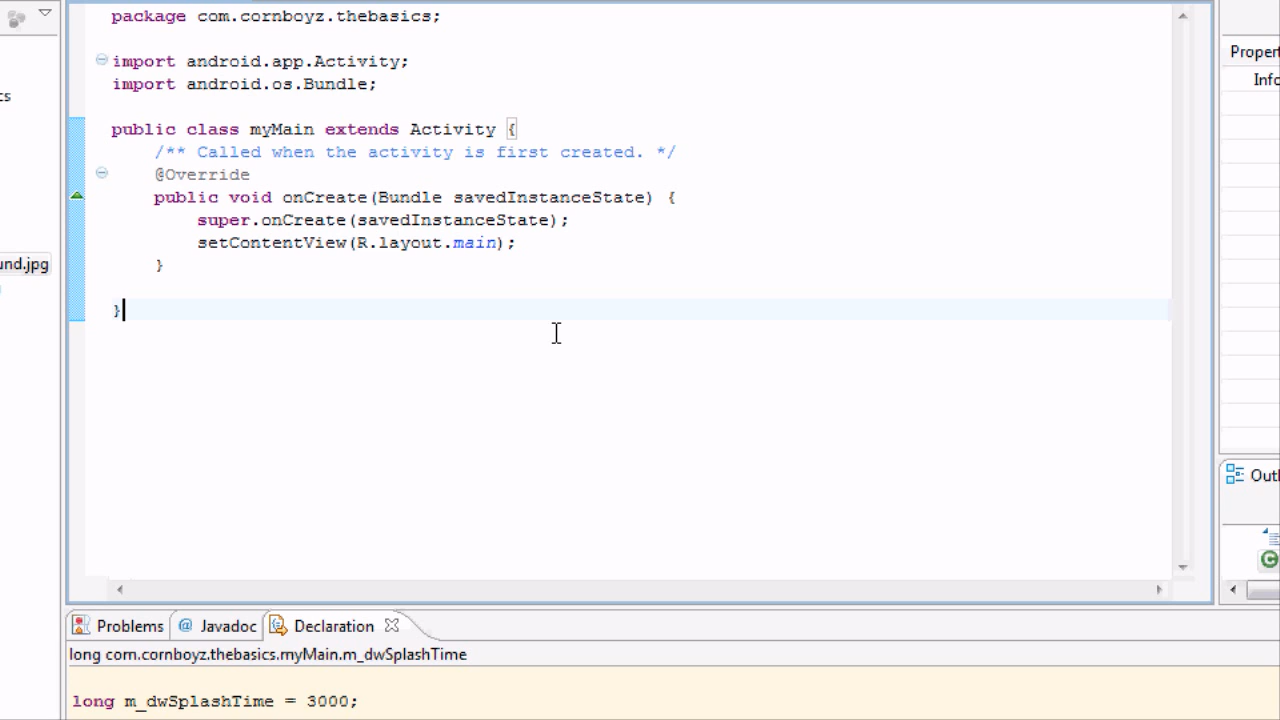 package com.cornboyz.thebasics;
import android.app.Activity;
import android.os.Bundle;
public class myMain extends Activity {
/** Called when the activity is first created. */
@Override
public void onCreate(Bundle savedInstanceState) {
super.onCreate(savedInstanceState);
setContentView(R.layout.main);
}
}
cs
und.jpg
Propert
Info
Outl
Problems @ Javadoc Declaration
long com.cornboyz.thebasics.myMain.m_dwSplashTime
long m_dwSplashTime = 3000;